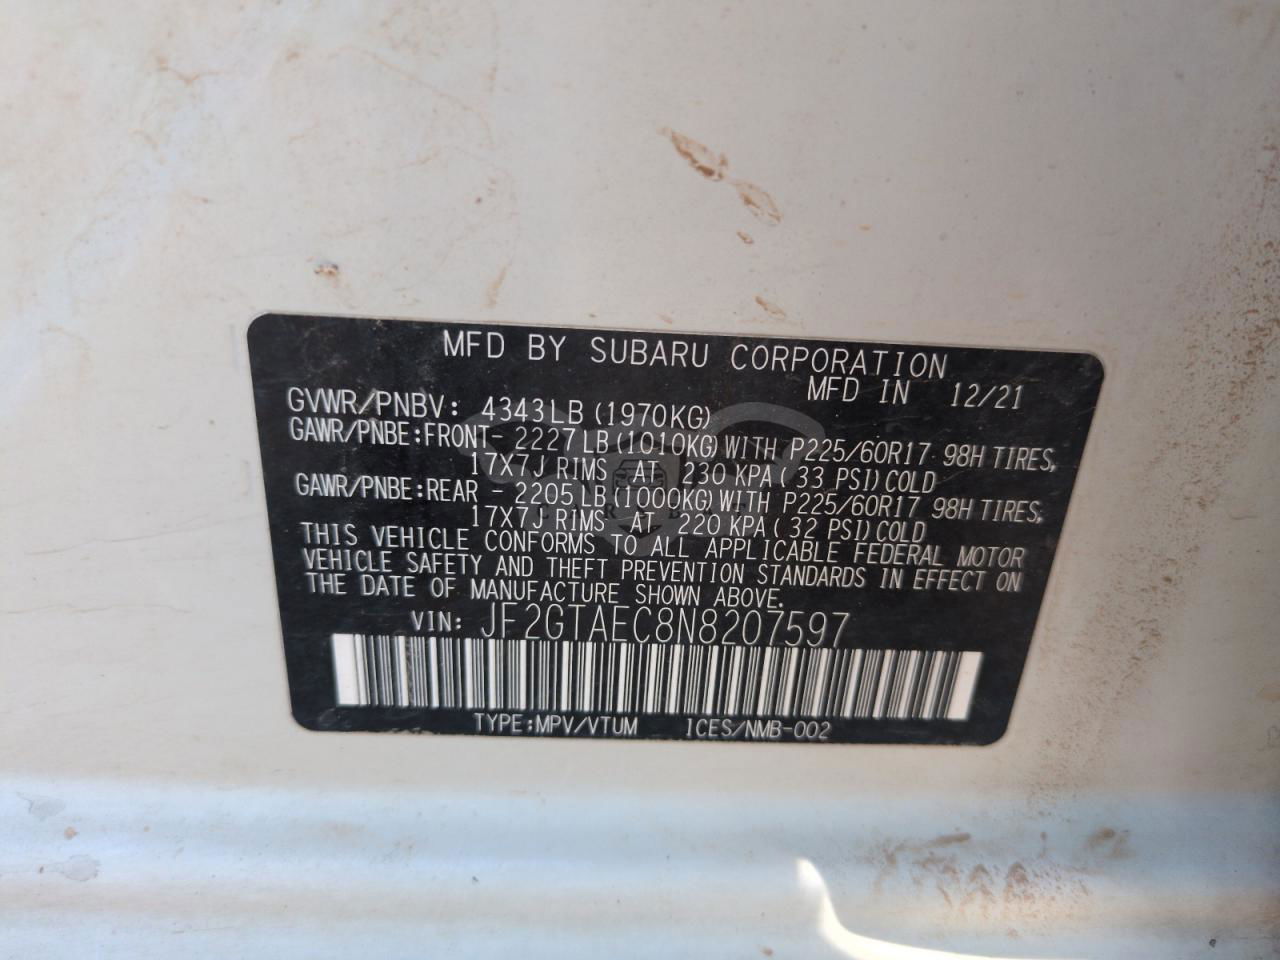 MFD BY SUBARU CORPORATION
MFD IN 12/21
GVWR/PNBV: 4343LB(1970KG)
GAWR/PNBE:FRONT- 2227LB(1010KG)WITH P225/60R17 98H TIRES,
17X7J RIMS AT 230 KPA( 33 PSI)COLD
GAWR/PNBE:REAR - 2205LB(1000KG)WITH P225/60R17 98H TIRES,
17X7J RIMS AT 220 KPA( 32 PSI)COLD
THIS VEHICLE CONFORMS TO ALL APPLICABLE FEDERAL MOTOR
VEHICLE SAFETY AND THEFT PREVENTION STANDARDS IN EFFECT ON
THE DATE OF MANUFACTURE SHOWN ABOVE.
VIN: JF2GTAEC8N8207597
TYPE:MPV/VTUM ICES/NMB-002